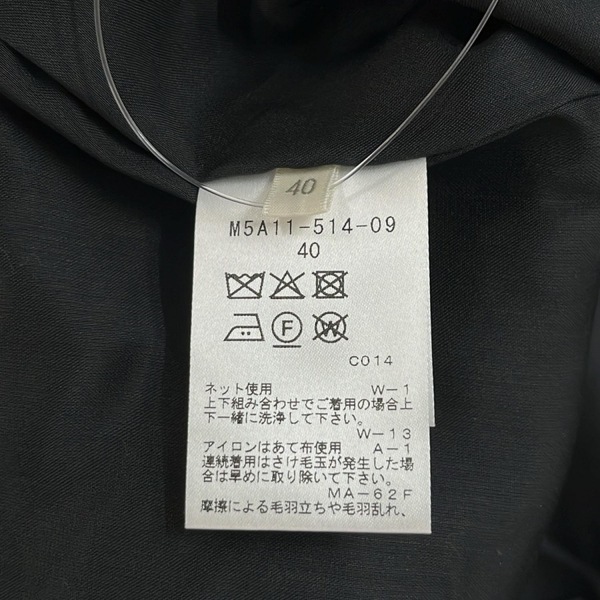 40
M5A11-514-09
40
F
W
C014
ネット使用 W-1
上下組み合わせでご着用の場合上
下一緒に洗浄して下さい。
W-13
アイロンはあて布使用 A-1
連続着用はさけ毛玉が発生した場
合は早めに取り除いて下さい。
MA-62F
摩擦による毛羽立ちや毛羽乱れ、